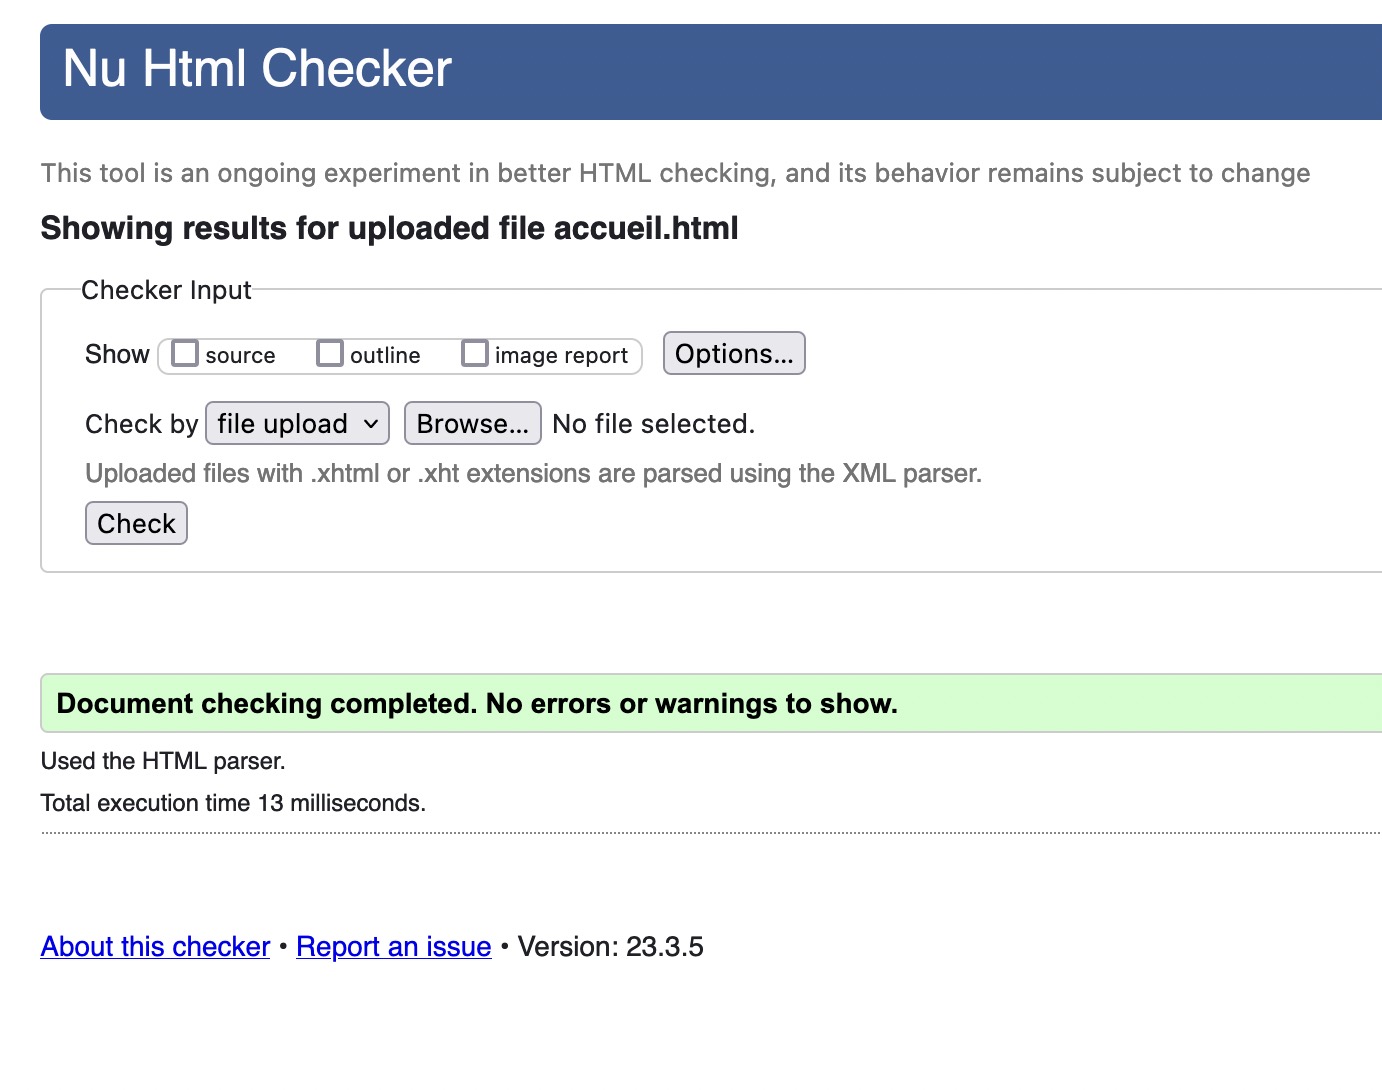 Nu Html Checker
This tool is an ongoing experiment in better HTML checking, and its behavior remains subject to change
Showing results for uploaded file accueil.html
Checker Input
Show source outline image report Options...
Check by file upload Browse... No file selected.
Uploaded files with .xhtml or .xht extensions are parsed using the XML parser.
Check
Document checking completed. No errors or warnings to show.
Used the HTML parser.
Total execution time 13 milliseconds.
About this checker • Report an issue • Version: 23.3.5